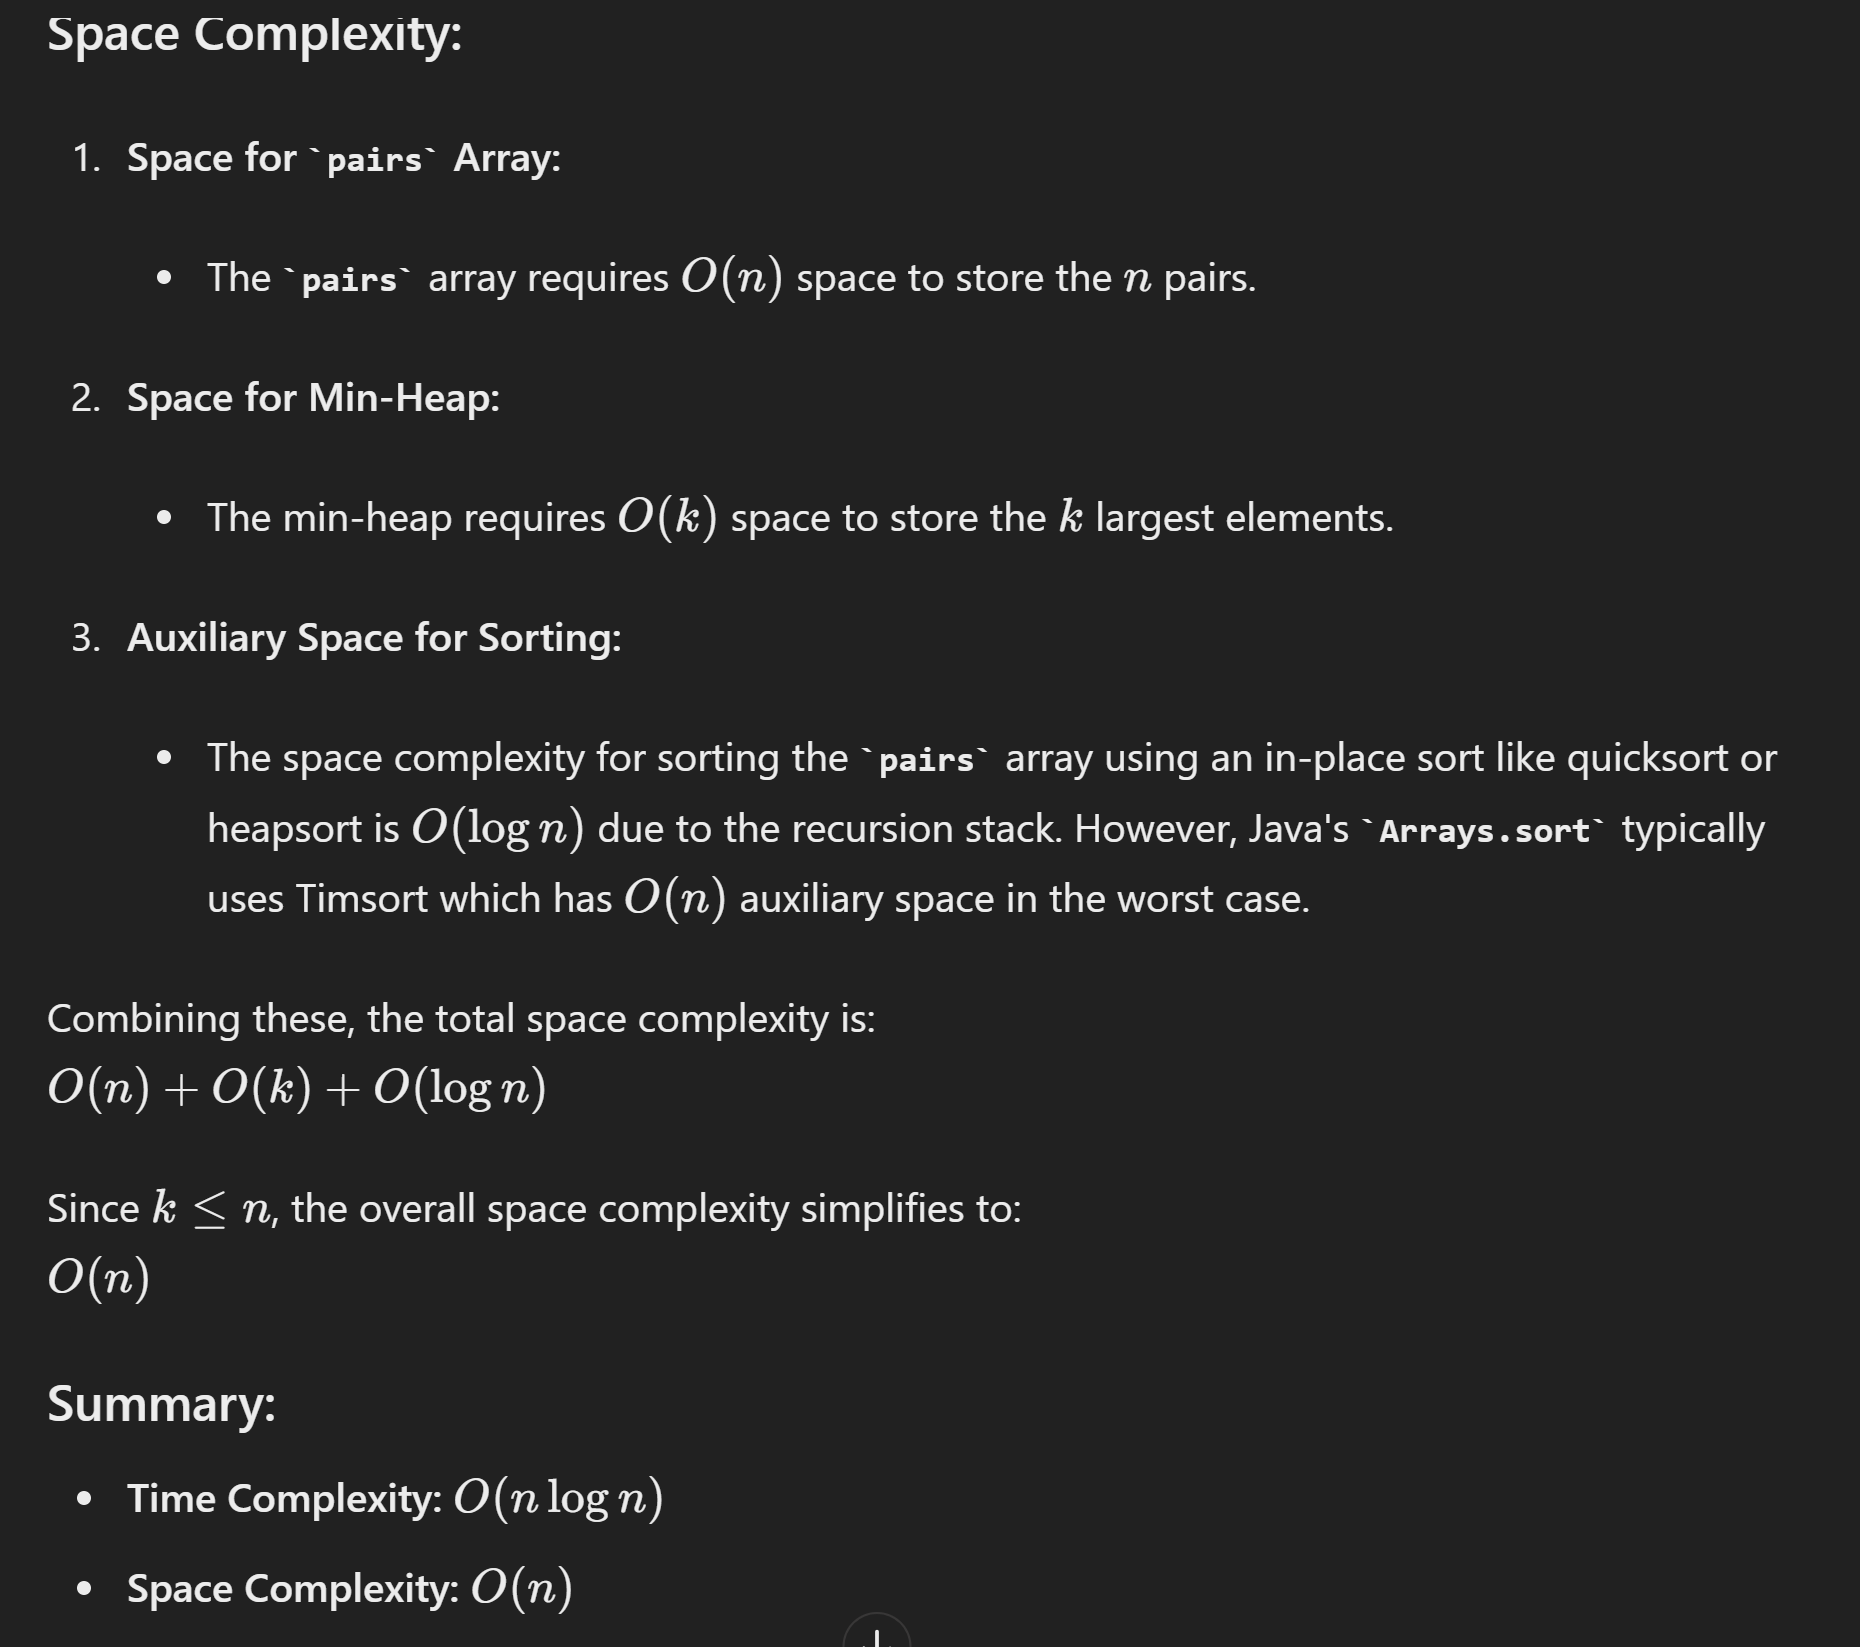 Space Complexity:
1. Space for `pairs` Array:
• The `pairs` array requires O(n) space to store the n pairs.
2. Space for Min-Heap:
• The min-heap requires O(k) space to store the k largest elements.
3. Auxiliary Space for Sorting:
• The space complexity for sorting the `pairs` array using an in-place sort like quicksort or
heapsort is O(log n) due to the recursion stack. However, Java's `Arrays.sort` typically
uses Timsort which has O(n) auxiliary space in the worst case.
Combining these, the total space complexity is:
O(n) + O(k) + O(log n)
Since k ≤ n, the overall space complexity simplifies to:
O(n)
Summary:
• Time Complexity: O(n log n)
• Space Complexity: O(n)